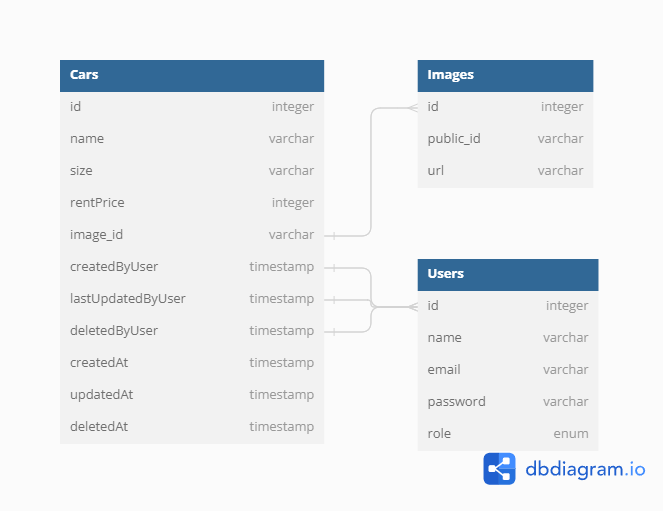 Cars
id integer
name varchar
size varchar
rentPrice integer
image_id varchar
createdByUser timestamp
lastUpdatedByUser timestamp
deletedByUser timestamp
createdAt timestamp
updatedAt timestamp
deletedAt timestamp
Images
id integer
public_id varchar
url varchar
Users
id integer
name varchar
email varchar
password varchar
role enum
dbdiagram.io